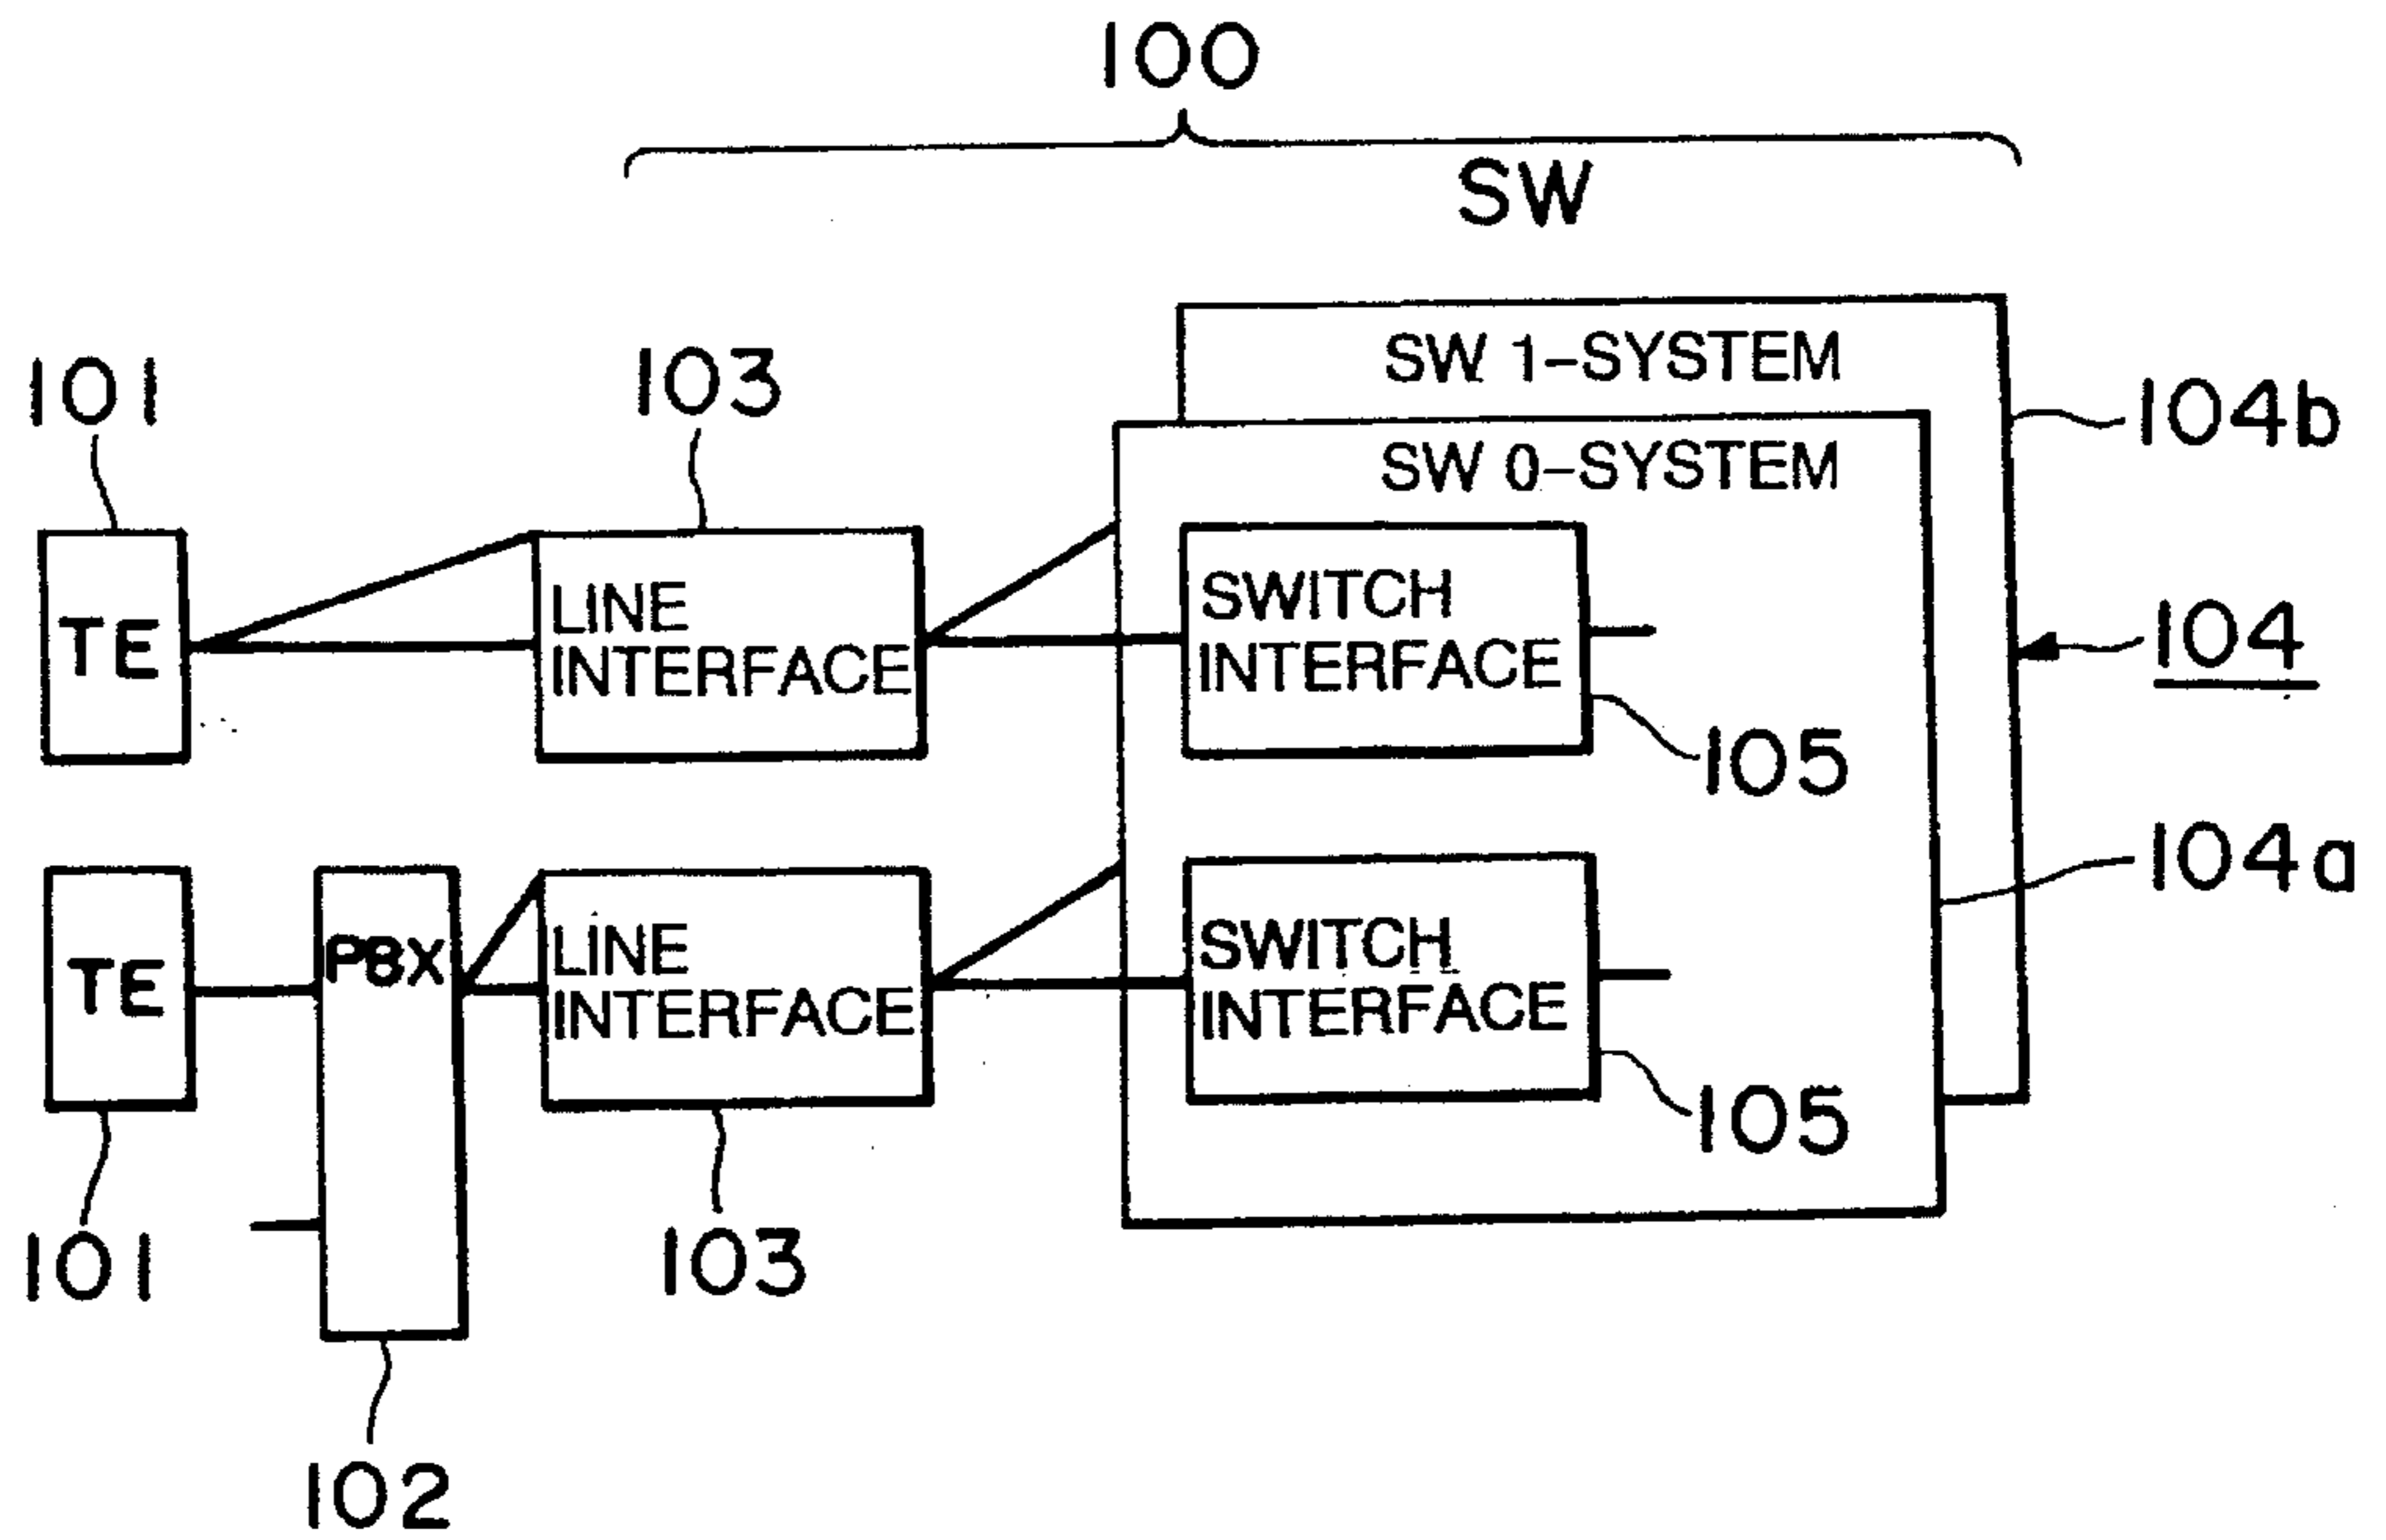 100
SW
SW 1-SYSTEM
104b
SW 0-SYSTEM
101
103
TE
LINE
INTERFACE
SWITCH
INTERFACE
104
105
104a
TE
PBX
LINE
INTERFACE
SWITCH
INTERFACE
105
101
103
102